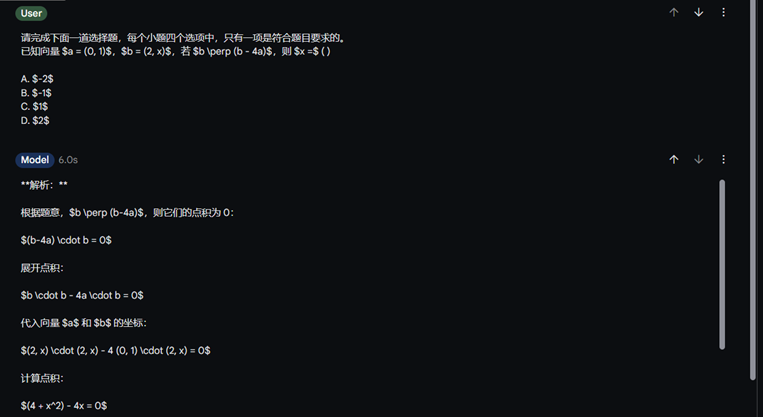 User
请完成下面一道选择题，每个小题四个选项中，只有一项是符合题目要求的。
已知向量 $a = (0, 1)$，$b = (2, x)$，若 $b \perp (b - 4a)$，则 $x =$ ( )
A. $-2$
B. $-1$
C. $1$
D. $2$
Model 6.0s
**解析：**
根据题意，$b \perp (b-4a)$，则它们的点积为 0：
$(b-4a) \cdot b = 0$
展开点积：
$b \cdot b - 4a \cdot b = 0$
代入向量 $a$ 和 $b$ 的坐标：
$(2, x) \cdot (2, x) - 4 (0, 1) \cdot (2, x) = 0$
计算点积：
$(4 + x^2) - 4x = 0$